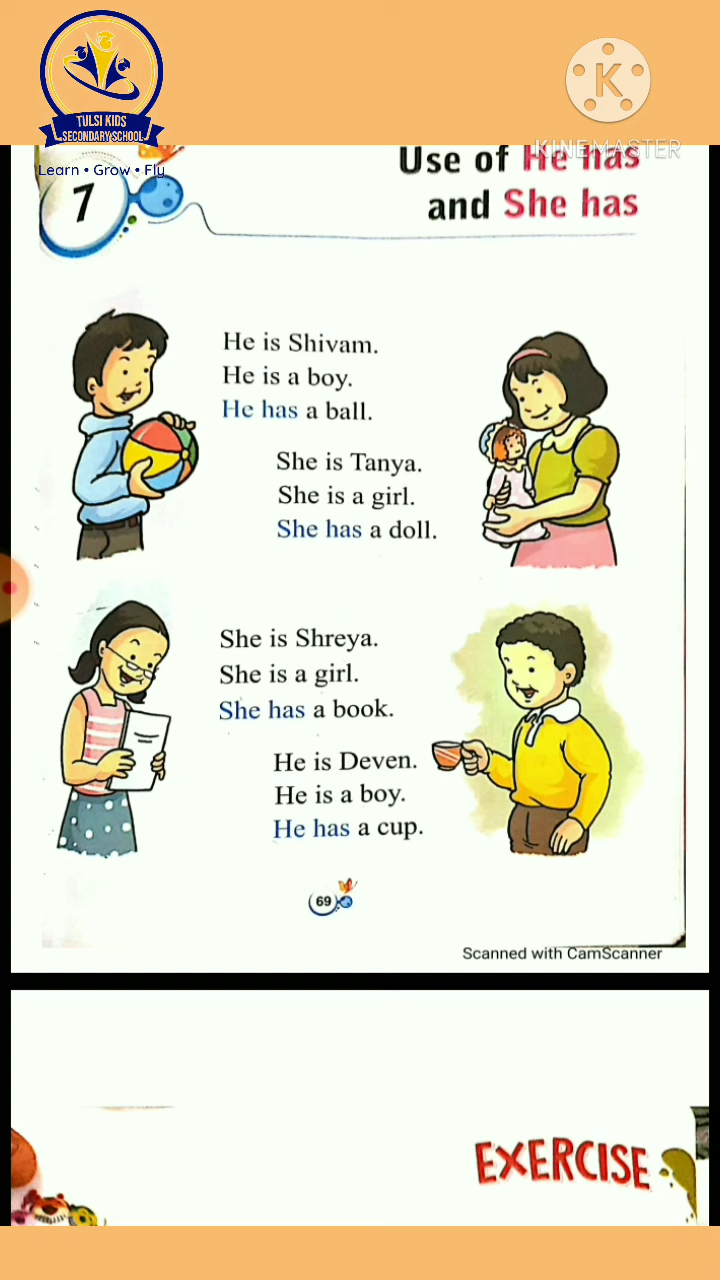 TULSI KIDS
SECONDARY SCHOOL
Learn • Grow • Fly
K
KINEMASTER
7
Use of He has
and She has
He is Shivam.
He is a boy.
He has a ball.
She is Tanya.
She is a girl.
She has a doll.
She is Shreya.
She is a girl.
She has a book.
He is Deven.
He is a boy.
He has a cup.
69
Scanned with CamScanner
EXERCISE